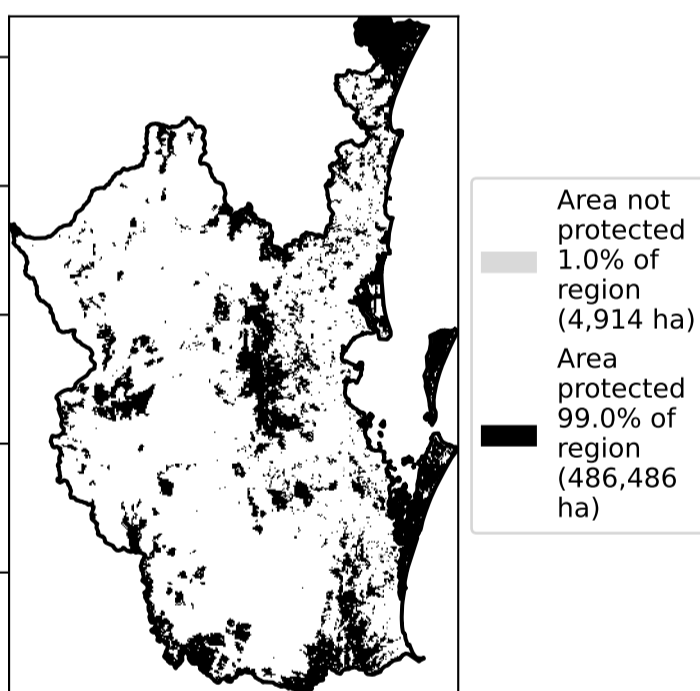 Area not
protected
1.0% of
region
(4,914 ha)
Area
protected
99.0% of
region
(486,486
ha)